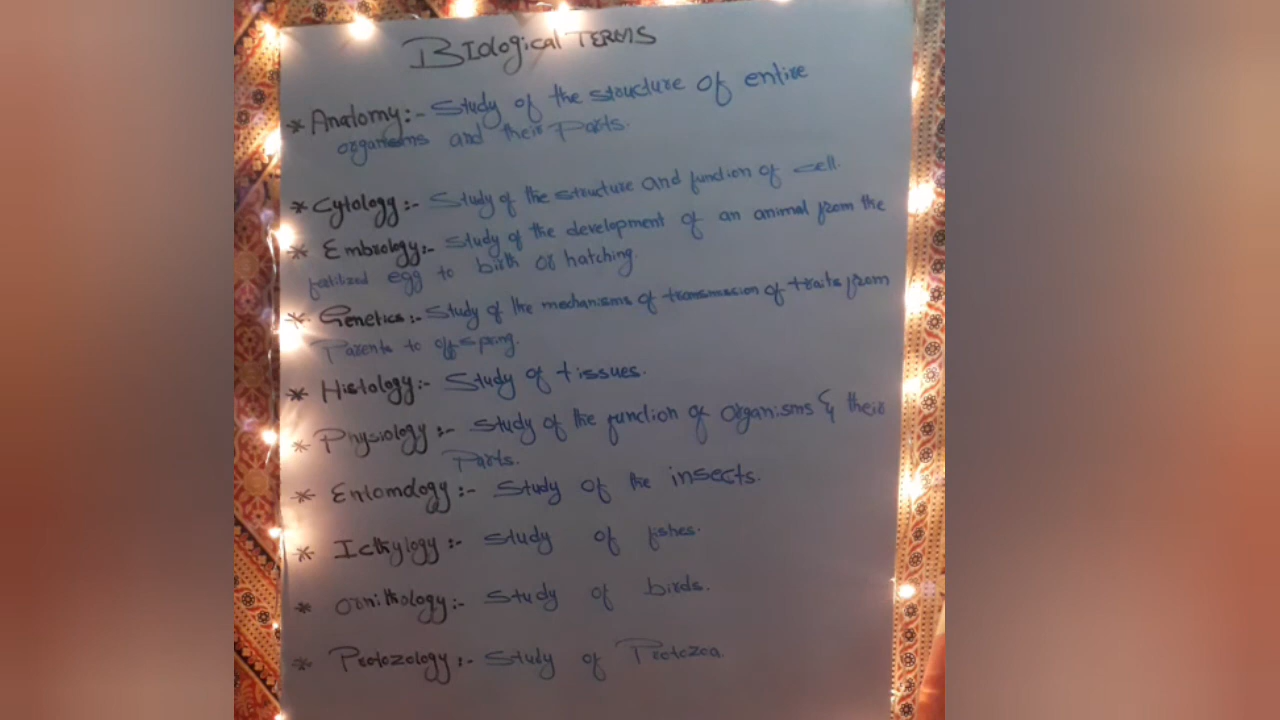 Biological TERMS
* Anatomy:- Study of the structure of entire
organisms and their Parts.
* Cytology:- Study of the structure and function of cell.
* Embrology:- Study of the development of an animal from the
fertilized egg to birth or hatching.
* Genetics:- Study of the mechanisms of transmission of traits from
Parents to offspring.
* Histology:- Study of tissues.
* Physiology:- Study of the function of organisms & their
Parts.
* Entomology:- Study of the insects.
* Icthylogy:- study of fishes.
* Ornithology:- Study of birds.
* Protozology:- Study of Protozoa